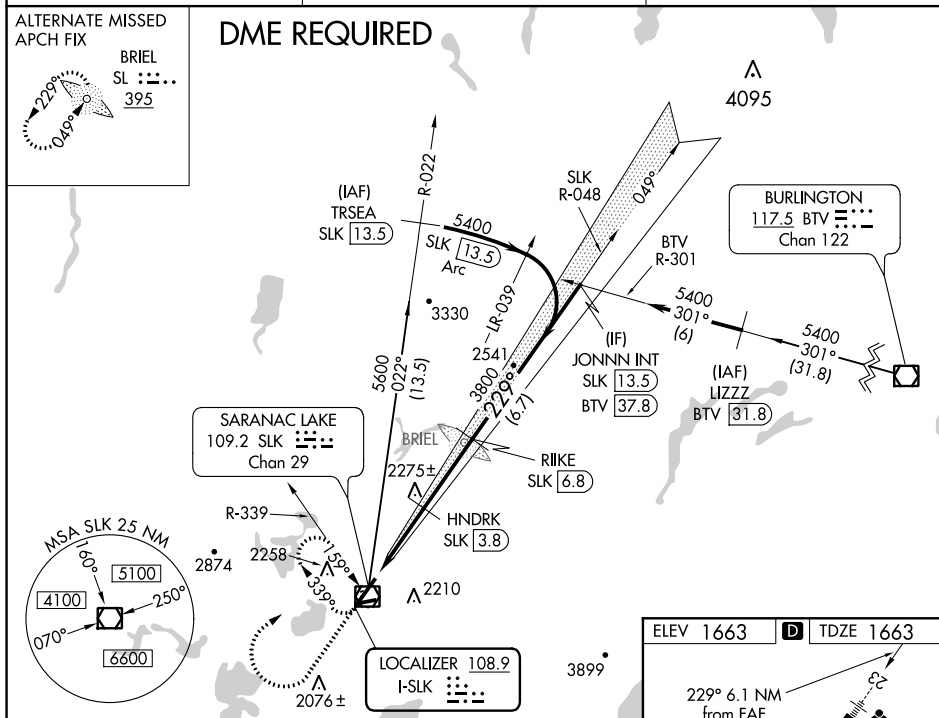 ALTERNATE MISSED
APCH FIX
BRIEL
SL
395
229°
049°
DME REQUIRED
4095
R-022
(IAF)
TRSEA
SLK 13.5
5400
SLK 13.5
Arc
LR-039
SLK
R-048
049°
BTV
R-301
BURLINGTON
117.5 BTV
Chan 122
5400
301°
(6)
5400
301°
(31.8)
(IAF)
LIZZZ
BTV 31.8
3330
2541
3800
229°
(6.7)
(IF)
JONNN INT
SLK 13.5
BTV 37.8
5600
022°
(13.5)
SARANAC LAKE
109.2 SLK
Chan 29
BRIEL
RIIKE
SLK 6.8
2275±
HNDRK
SLK 3.8
R-339
2258
159°
339°
2874
2210
MSA SLK 25 NM
160°
5100
4100
250°
070°
6600
LOCALIZER 108.9
I-SLK
2076±
3899
ELEV 1663 D TDZE 1663
229° 6.1 NM
from FAF
23